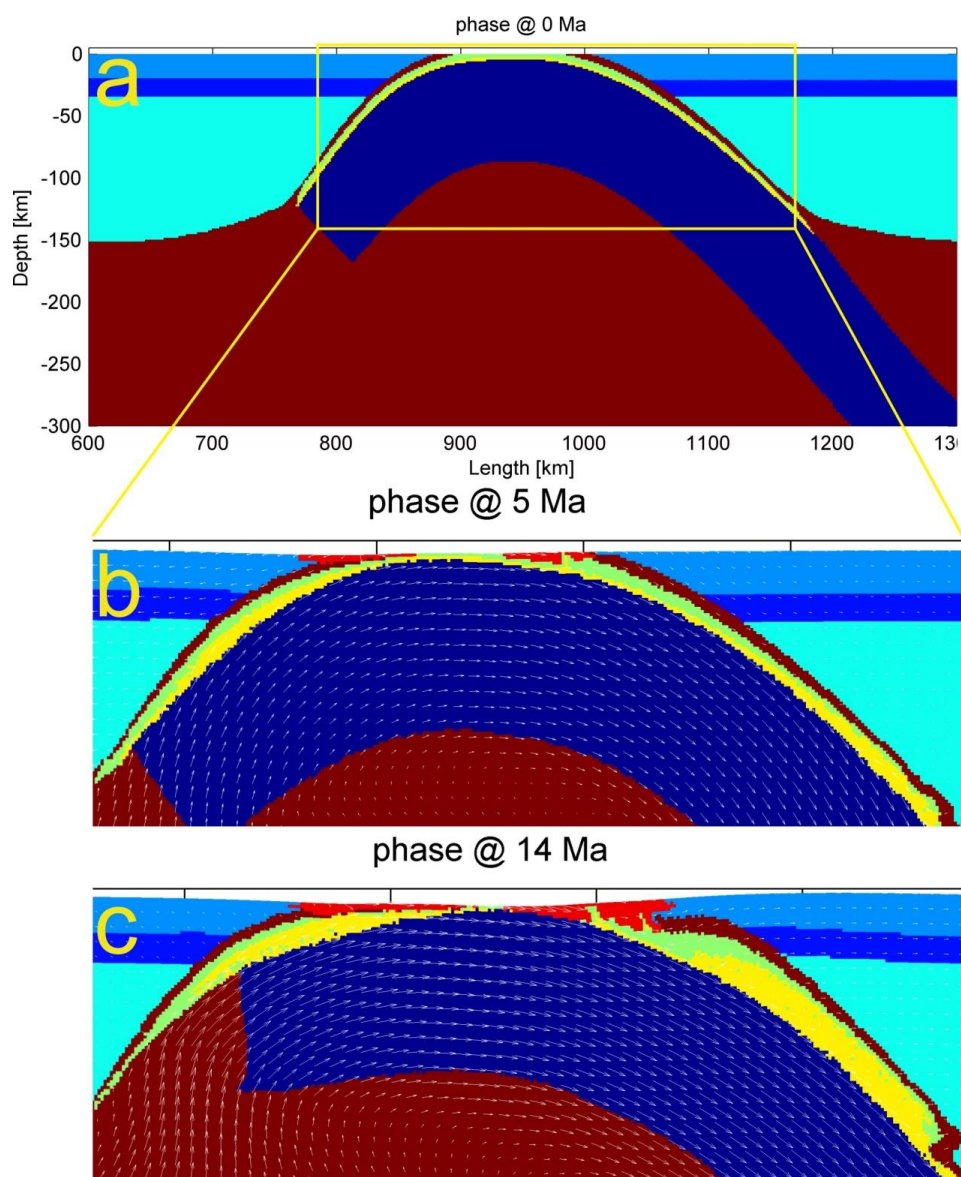 phase @ 0 Ma
a
0
-50
-100
-150
-200
-250
-300
Depth [km]
600 700 800 900 1000 1100 1200 130
Length [km]
phase @ 5 Ma
b
phase @ 14 Ma
c